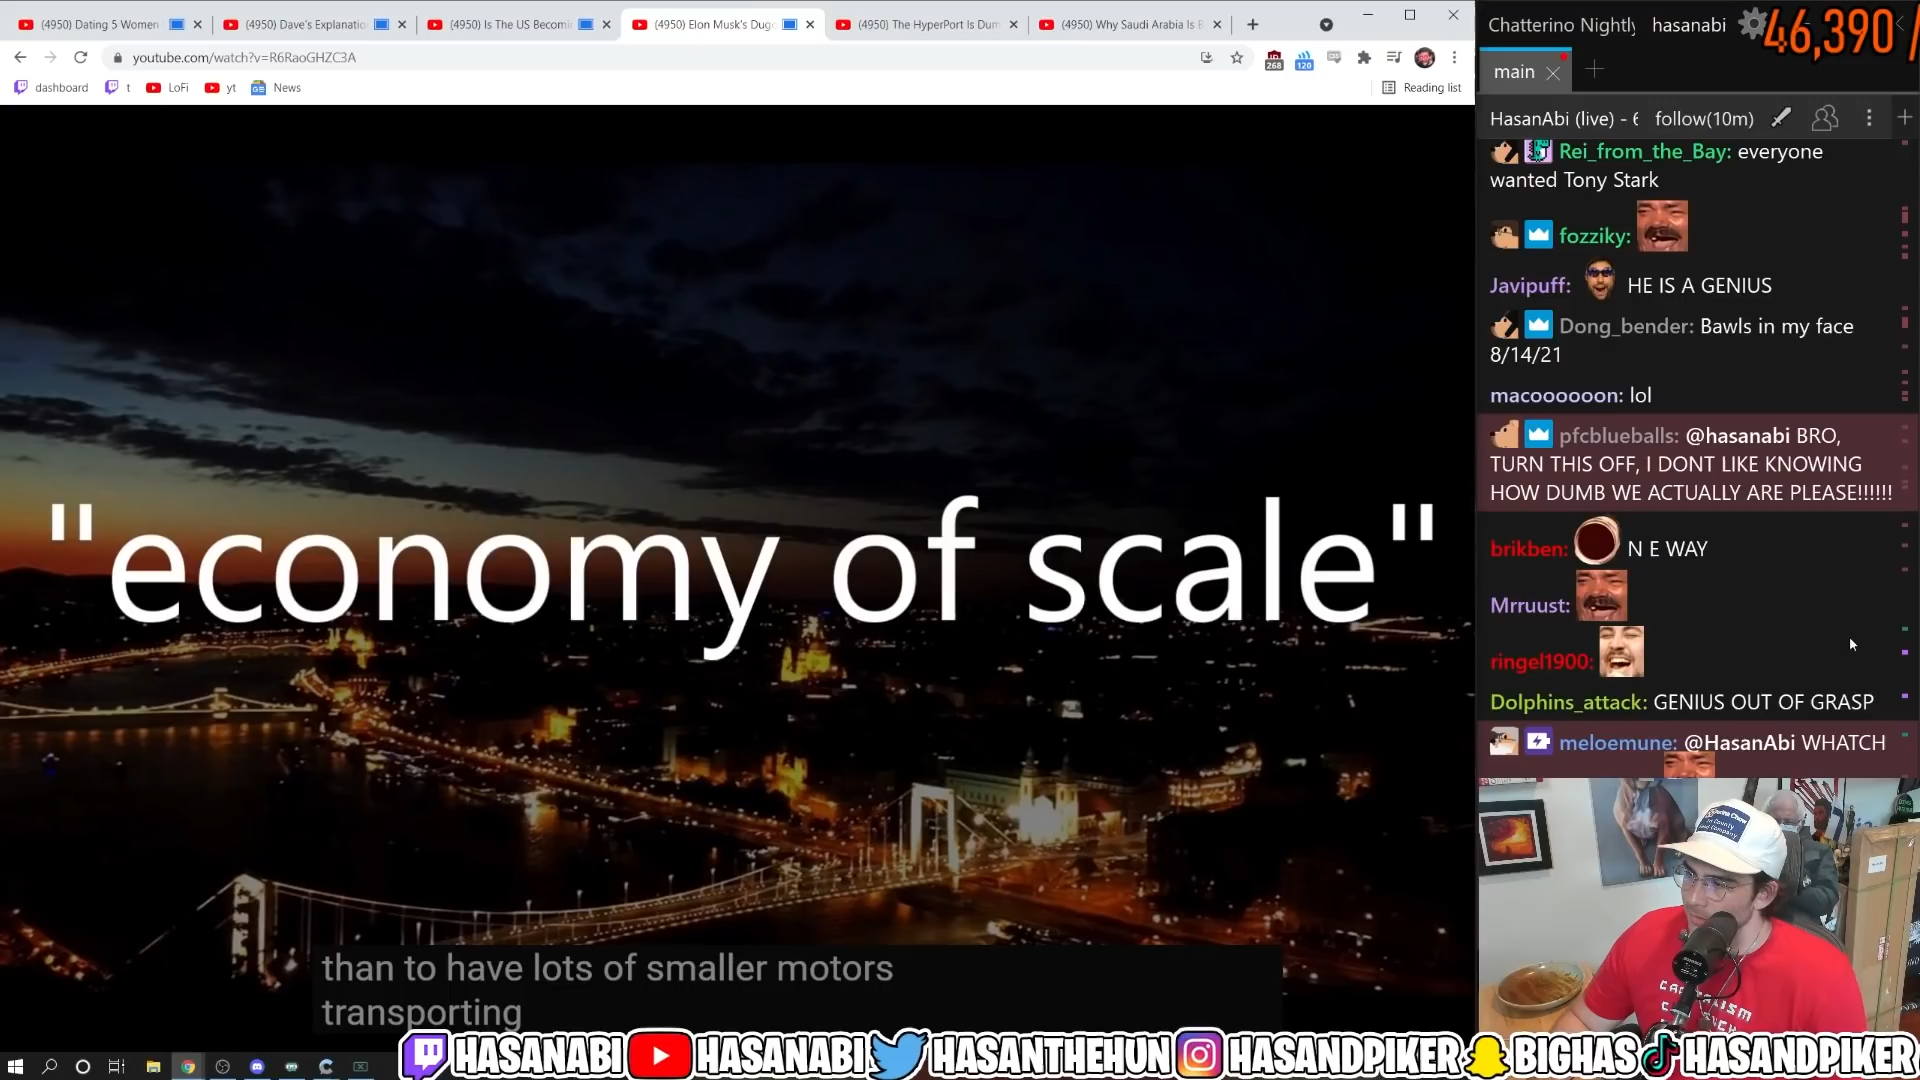 (4950) Dating 5 Women
(4950) Dave's Explanatio
(4950) Is The US Becomin
(4950) Elon Musk's Dugo
(4950) The HyperPort Is Dum
(4950) Why Saudi Arabia Is B
youtube.com/watch?v=R6RaoGHZC3A
268
120
dashboard
t
LoFi
yt
News
Reading list
"economy of scale"
than to have lots of smaller motors
transporting
Chatterino Nightly
hasanabi
46,390 /
main
HasanAbi (live) - 6
follow(10m)
Rei_from_the_Bay: everyone
wanted Tony Stark
fozziky:
Javipuff: HE IS A GENIUS
Dong_bender: Bawls in my face
8/14/21
macoooooon: lol
pfcblueballs: @hasanabi BRO,
TURN THIS OFF, I DONT LIKE KNOWING
HOW DUMB WE ACTUALLY ARE PLEASE!!!!!!
brikben: N E WAY
Mrruust:
ringel1900:
Dolphins_attack: GENIUS OUT OF GRASP
meloemune: @HasanAbi WHATCH
HASANABI
HASANABI
HASANTHEHUN
HASANDPIKER
BIGHAS
HASANDPIKER